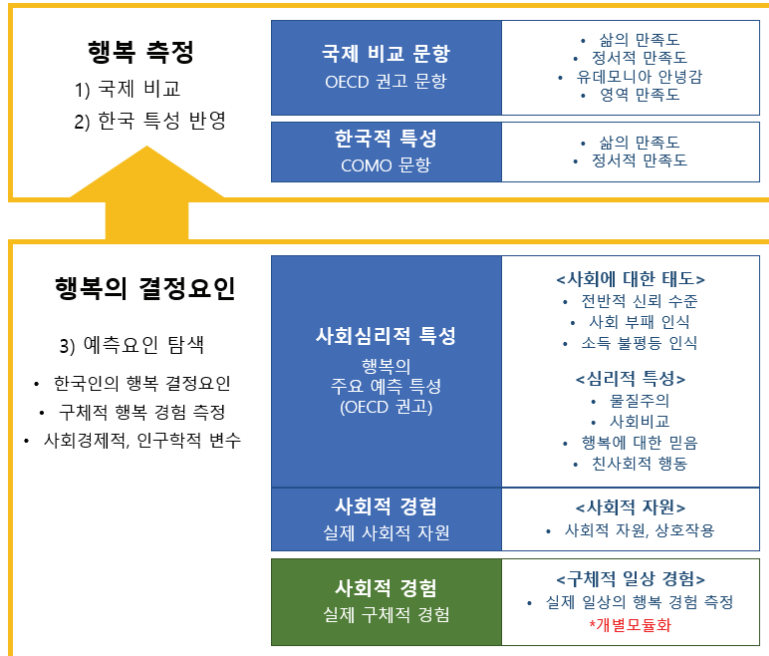 행복 측정
1) 국제 비교
2) 한국 특성 반영
국제 비교 문항
OECD 권고 문항
• 삶의 만족도
• 정서적 만족도
• 유데모니아 안녕감
• 영역 만족도
한국적 특성
COMO 문항
• 삶의 만족도
• 정서적 만족도
행복의 결정요인
3) 예측요인 탐색
• 한국인의 행복 결정요인
• 구체적 행복 경험 측정
• 사회경제적, 인구학적 변수
사회심리적 특성
행복의
주요 예측 특성
(OECD 권고)
<사회에 대한 태도>
• 전반적 신뢰 수준
• 사회 부패 인식
• 소득 불평등 인식
<심리적 특성>
• 물질주의
• 사회비교
• 행복에 대한 믿음
• 친사회적 행동
사회적 경험
실제 사회적 자원
<사회적 자원>
• 사회적 자원, 상호작용
사회적 경험
실제 구체적 경험
<구체적 일상 경험>
• 실제 일상의 행복 경험 측정
*개별모듈화